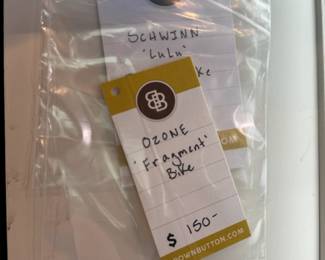 SCHWINN
"LuLu"
OZONE
"Fragment"
Bike
$ 150-